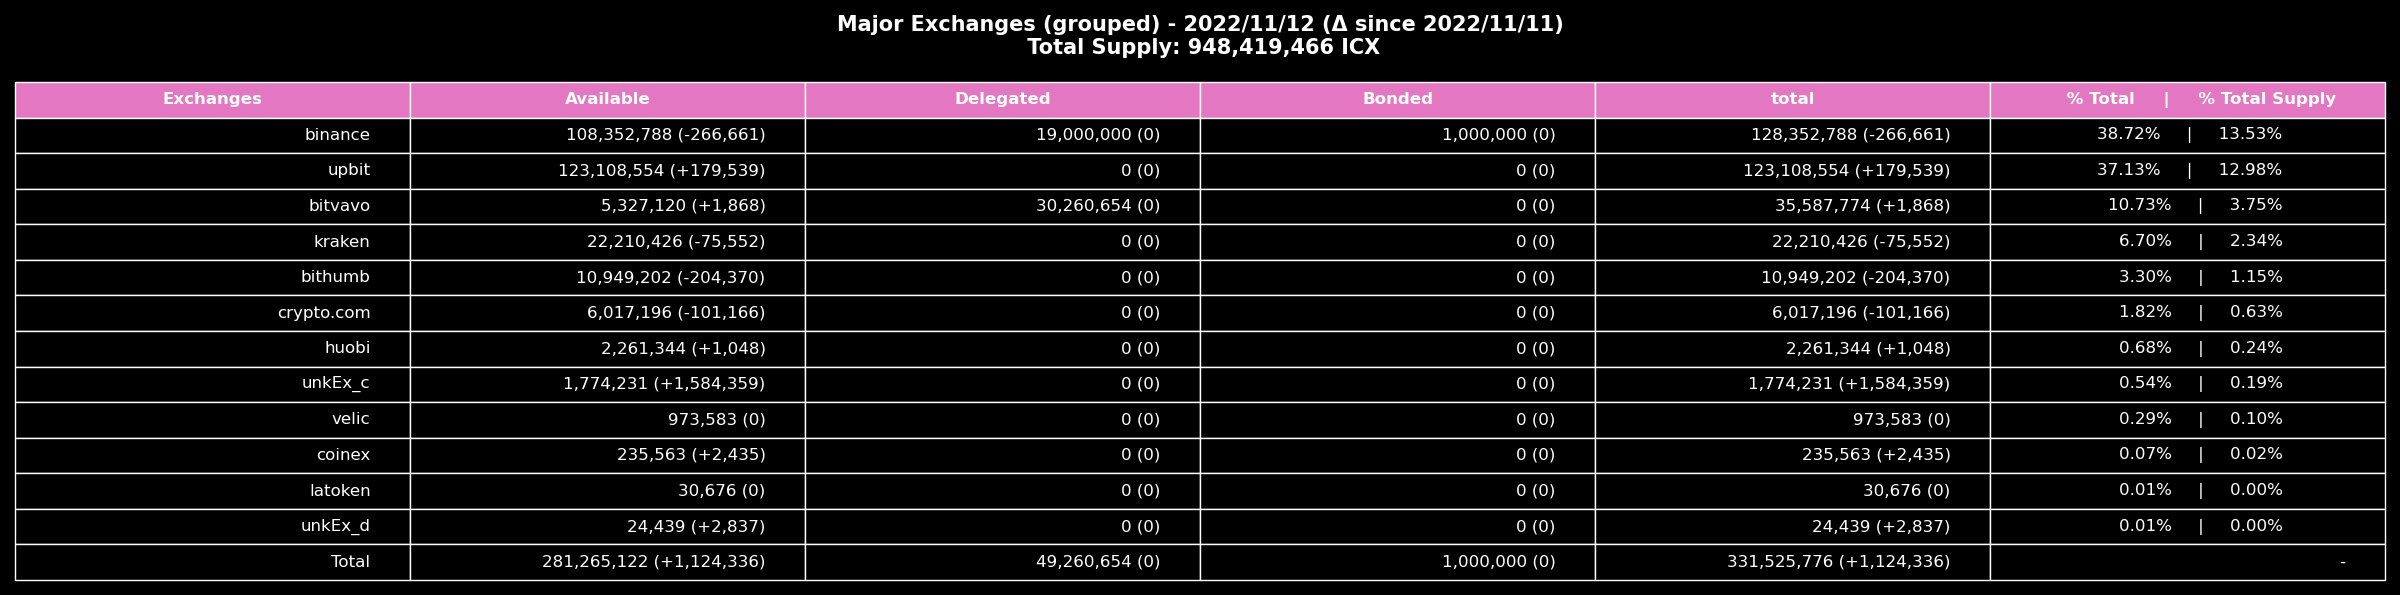 Major Exchanges (grouped) - 2022/11/12 (Δ since 2022/11/11)
Total Supply: 948,419,466 ICX
Exchanges Available Delegated Bonded total % Total | % Total Supply
binance 108,352,788 (-266,661) 19,000,000 (0) 1,000,000 (0) 128,352,788 (-266,661) 38.72% | 13.53%
upbit 123,108,554 (+179,539) 0 (0) 0 (0) 123,108,554 (+179,539) 37.13% | 12.98%
bitvavo 5,327,120 (+1,868) 30,260,654 (0) 0 (0) 35,587,774 (+1,868) 10.73% | 3.75%
kraken 22,210,426 (-75,552) 0 (0) 0 (0) 22,210,426 (-75,552) 6.70% | 2.34%
bithumb 10,949,202 (-204,370) 0 (0) 0 (0) 10,949,202 (-204,370) 3.30% | 1.15%
crypto.com 6,017,196 (-101,166) 0 (0) 0 (0) 6,017,196 (-101,166) 1.82% | 0.63%
huobi 2,261,344 (+1,048) 0 (0) 0 (0) 2,261,344 (+1,048) 0.68% | 0.24%
unkEx_c 1,774,231 (+1,584,359) 0 (0) 0 (0) 1,774,231 (+1,584,359) 0.54% | 0.19%
velic 973,583 (0) 0 (0) 0 (0) 973,583 (0) 0.29% | 0.10%
coinex 235,563 (+2,435) 0 (0) 0 (0) 235,563 (+2,435) 0.07% | 0.02%
latoken 30,676 (0) 0 (0) 0 (0) 30,676 (0) 0.01% | 0.00%
unkEx_d 24,439 (+2,837) 0 (0) 0 (0) 24,439 (+2,837) 0.01% | 0.00%
Total 281,265,122 (+1,124,336) 49,260,654 (0) 1,000,000 (0) 331,525,776 (+1,124,336) -